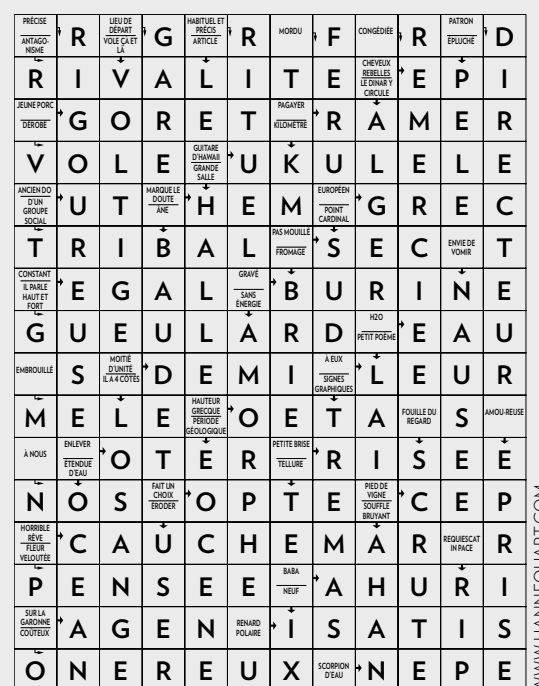 PRÉCISE ANTAGO-NISME R LIEU DE DÉPART VOLE ÇÀ ET LÀ G HABITUEL ET PRÉCIS ARTICLE R MORDU F CONGÉDIÉE R PATRON ÉPLUCHÉ D
R I V A L I T E CHEVEUX REBELLES LE DINAR Y CIRCULE E P I
JEUNE PORC DÉROBÉ G O R E T PAGAYER KILOMÈTRE R A M E R
V O L E GUITARE D'HAWAII GRANDE SALLE U K U L E L E
ANCIEN DO D'UN GROUPE SOCIAL U T MARQUE LE DOUTE ÂNE H E M EUROPÉEN POINT CARDINAL G R E C
T R I B A L PAS MOUILLÉ FROMAGE S E C ENVIE DE VOMIR T
CONSTANT IL PARLE HAUT ET FORT E G A L GRAVÉ SANS ÉNERGIE B U R I N E
G U E U L A R D H2O PETIT POÈME E A U
EMBROUILLÉ S MOITIÉ D'UNITÉ IL A 4 CÔTÉS D E M I À EUX SIGNES GRAPHIQUES L E U R
M E L E HAUTEUR GRECQUE PÉRIODE GÉOLOGIQUE O E T A FOUILLE DU REGARD S AMOU-REUSE
À NOUS ENLEVER ÉTENDUE D'EAU O T E R PETITE BRISE TELLURE R I S E E
N O S FAIT UN CHOIX ÉRODER O P T E PIED DE VIGNE SOUFFLE BRUYANT C E P
HORRIBLE RÊVE FLEUR VELOUTÉE C A U C H E M A R REQUIESCAT IN PACE R
P E N S E E BABA NEUF A H U R I
SUR LA GARONNE COÛTEUX A G E N RENARD POLAIRE I S A T I S
O N E R E U X SCORPION D'EAU N E P E
WWW.HANNEQUART.COM